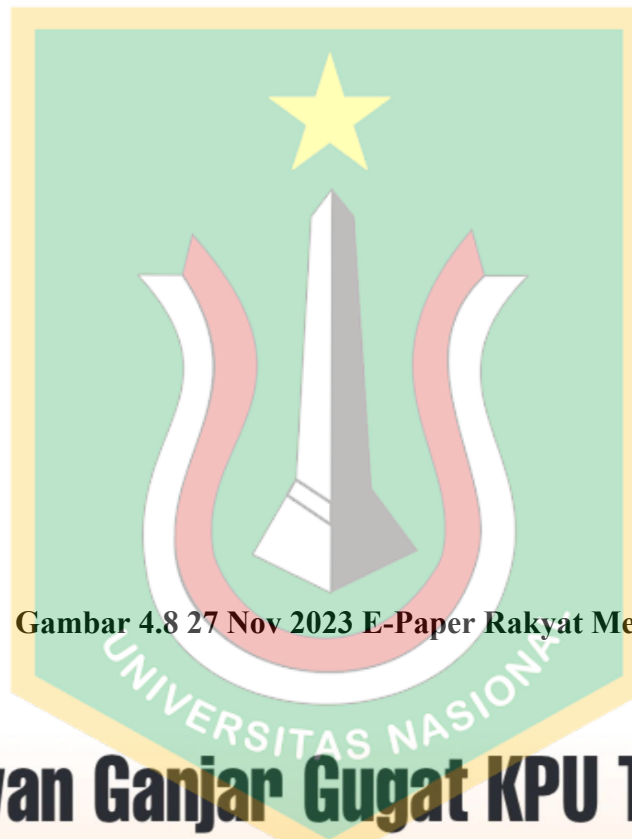 Gambar 4.8 27 Nov 2023 E-Paper Rakyat Me
UNIVERSITAS NASIONAL
van Ganjar Gugat KPU T